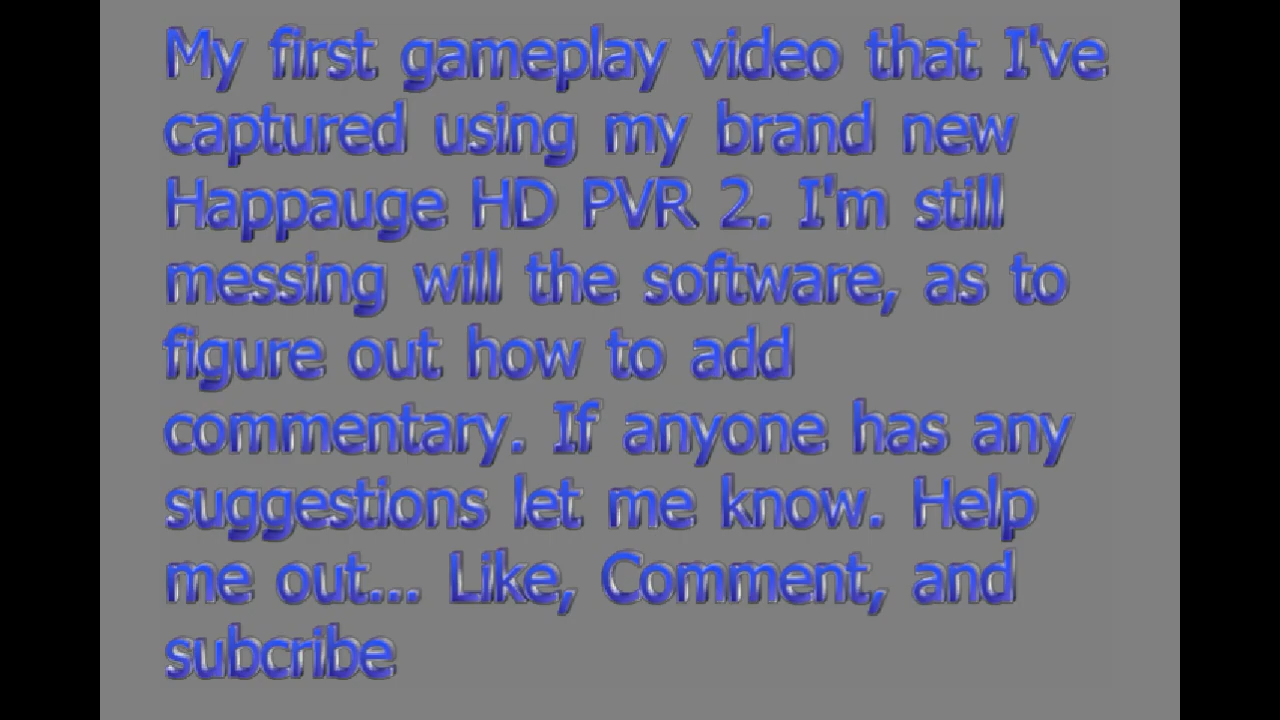 My first gameplay video that I've
captured using my brand new
Happauge HD PVR 2. I'm still
messing will the software, as to
figure out how to add
commentary. If anyone has any
suggestions let me know. Help
me out... Like, Comment, and
subcribe